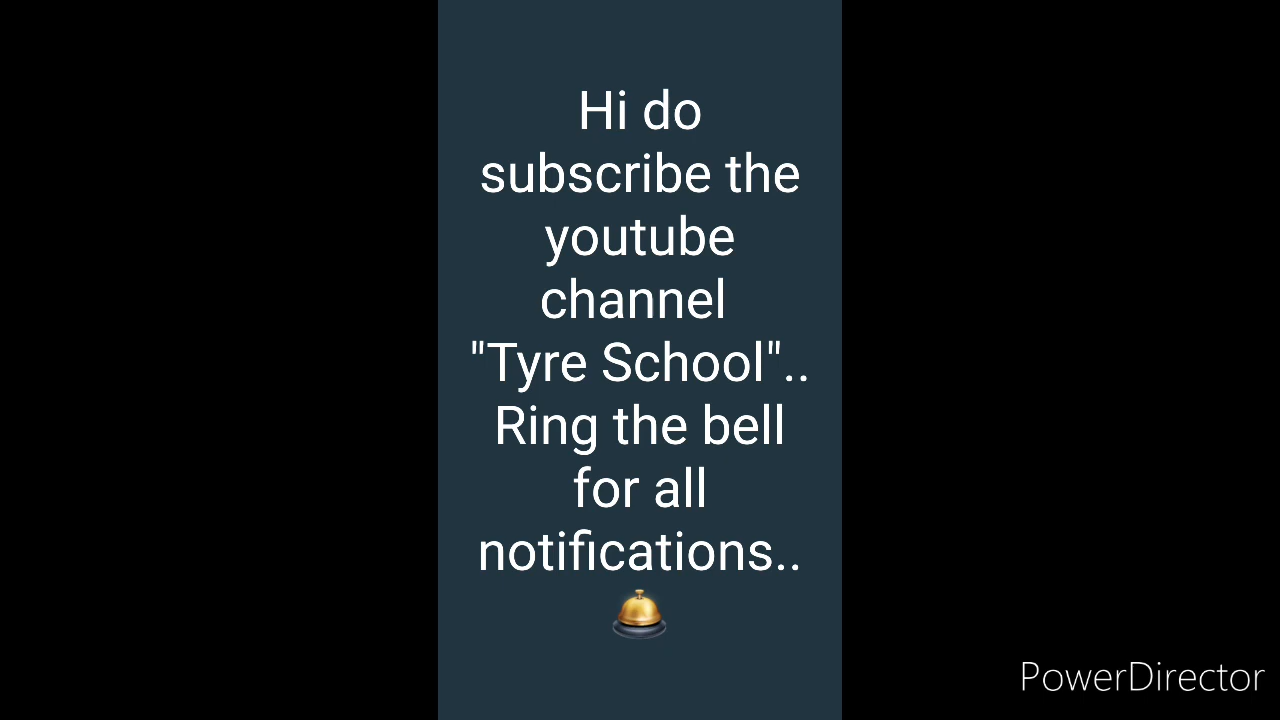 Hi do
subscribe the
youtube
channel
"Tyre School"..
Ring the bell
for all
notifications..
PowerDirector